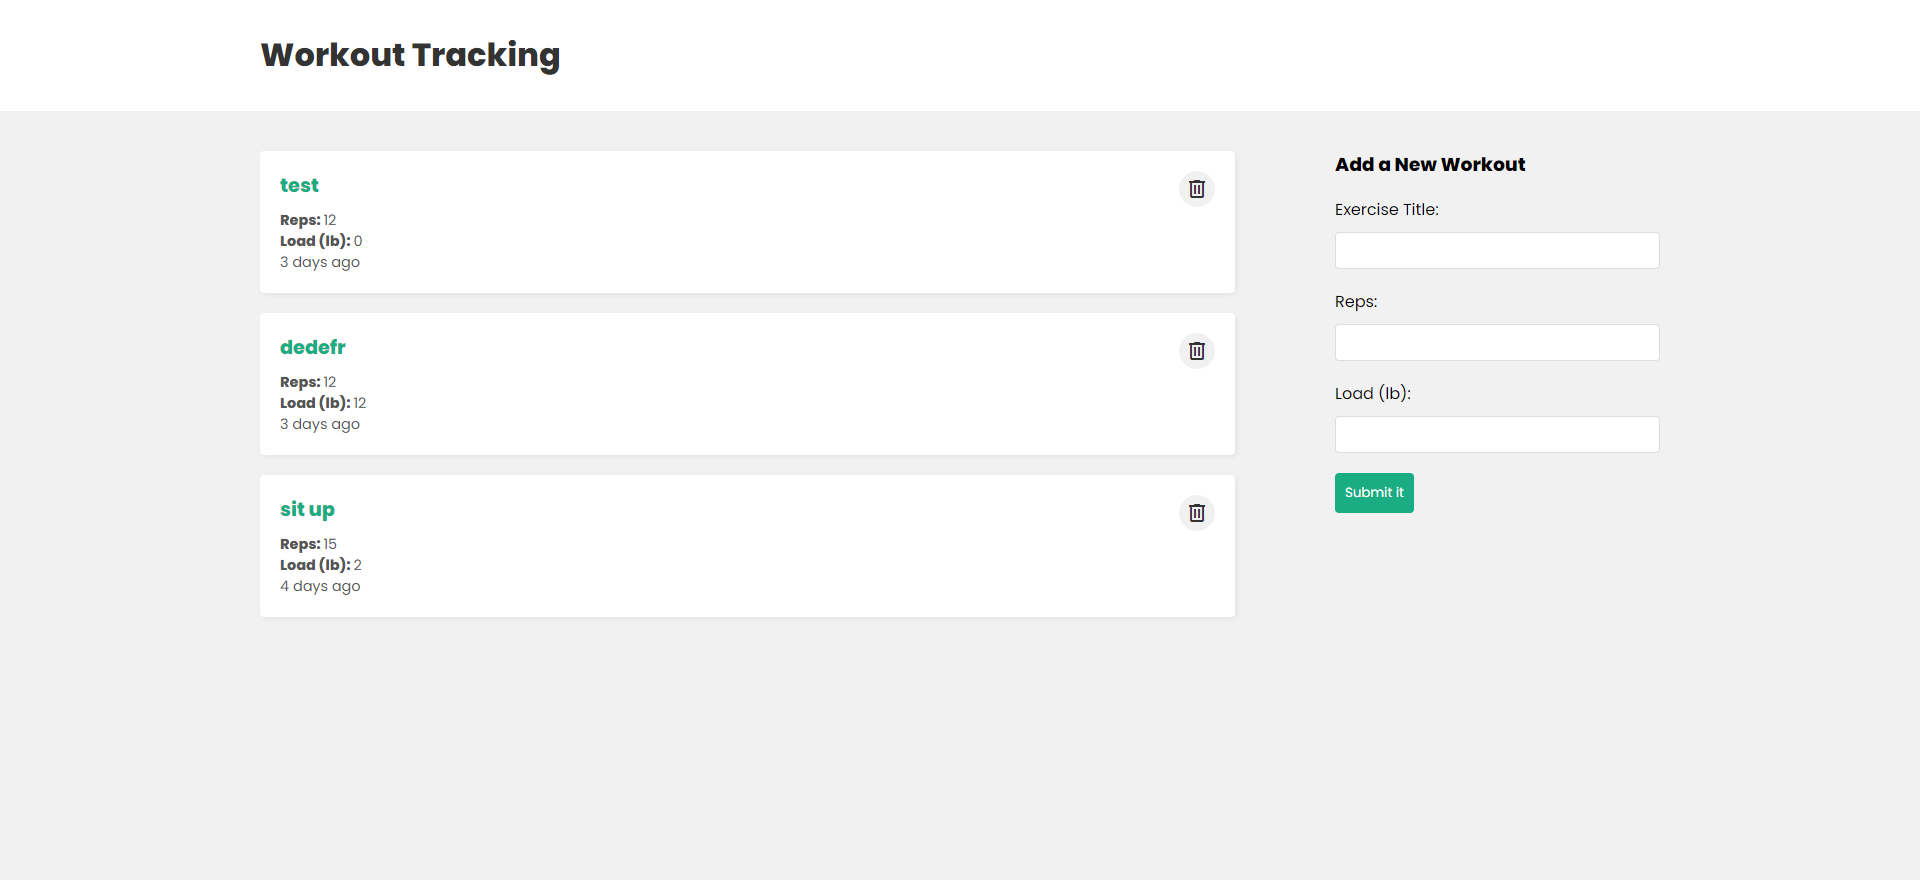 Workout Tracking
test
Reps: 12
Load (lb): 0
3 days ago
dedefr
Reps: 12
Load (lb): 12
3 days ago
sit up
Reps: 15
Load (lb): 2
4 days ago
Add a New Workout
Exercise Title:
Reps:
Load (lb):
Submit it